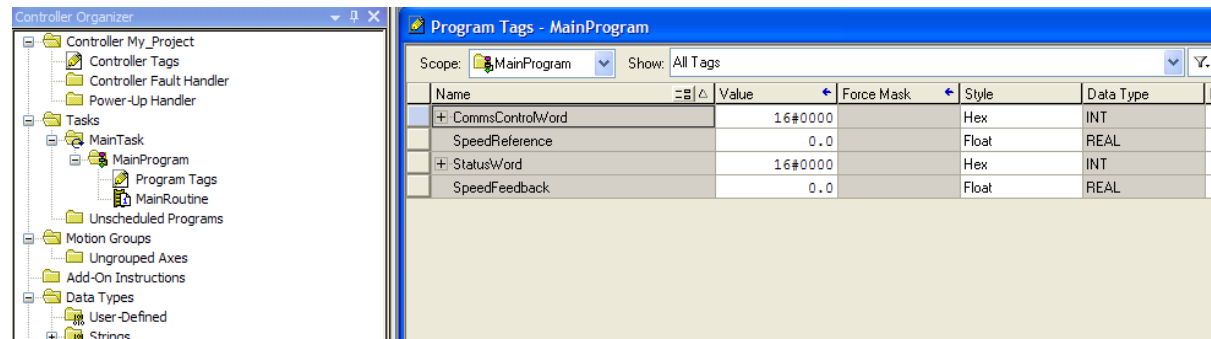 Controller Organizer
Controller My_Project
Controller Tags
Controller Fault Handler
Power-Up Handler
Tasks
MainTask
MainProgram
Program Tags
MainRoutine
Unscheduled Programs
Motion Groups
Ungrouped Axes
Add-On Instructions
Data Types
User-Defined
Strings
Program Tags - MainProgram
Scope: MainProgram Show: All Tags
Name Value Force Mask Style Data Type
CommsControlWord 16#0000 Hex INT
SpeedReference 0.0 Float REAL
StatusWord 16#0000 Hex INT
SpeedFeedback 0.0 Float REAL